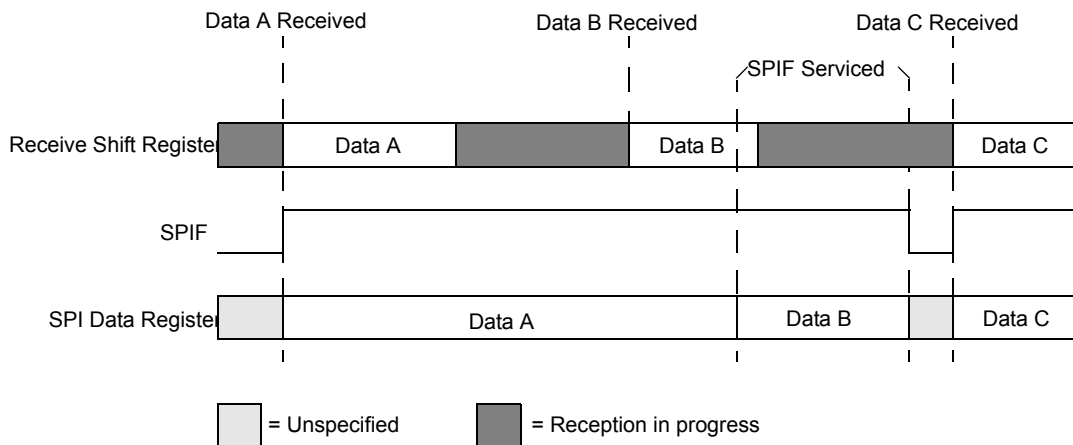 Data A Received
Data B Received
Data C Received
SPIF Serviced
Receive Shift Register
Data A
Data B
Data C
SPIF
SPI Data Register
Data A
Data B
Data C
= Unspecified
= Reception in progress